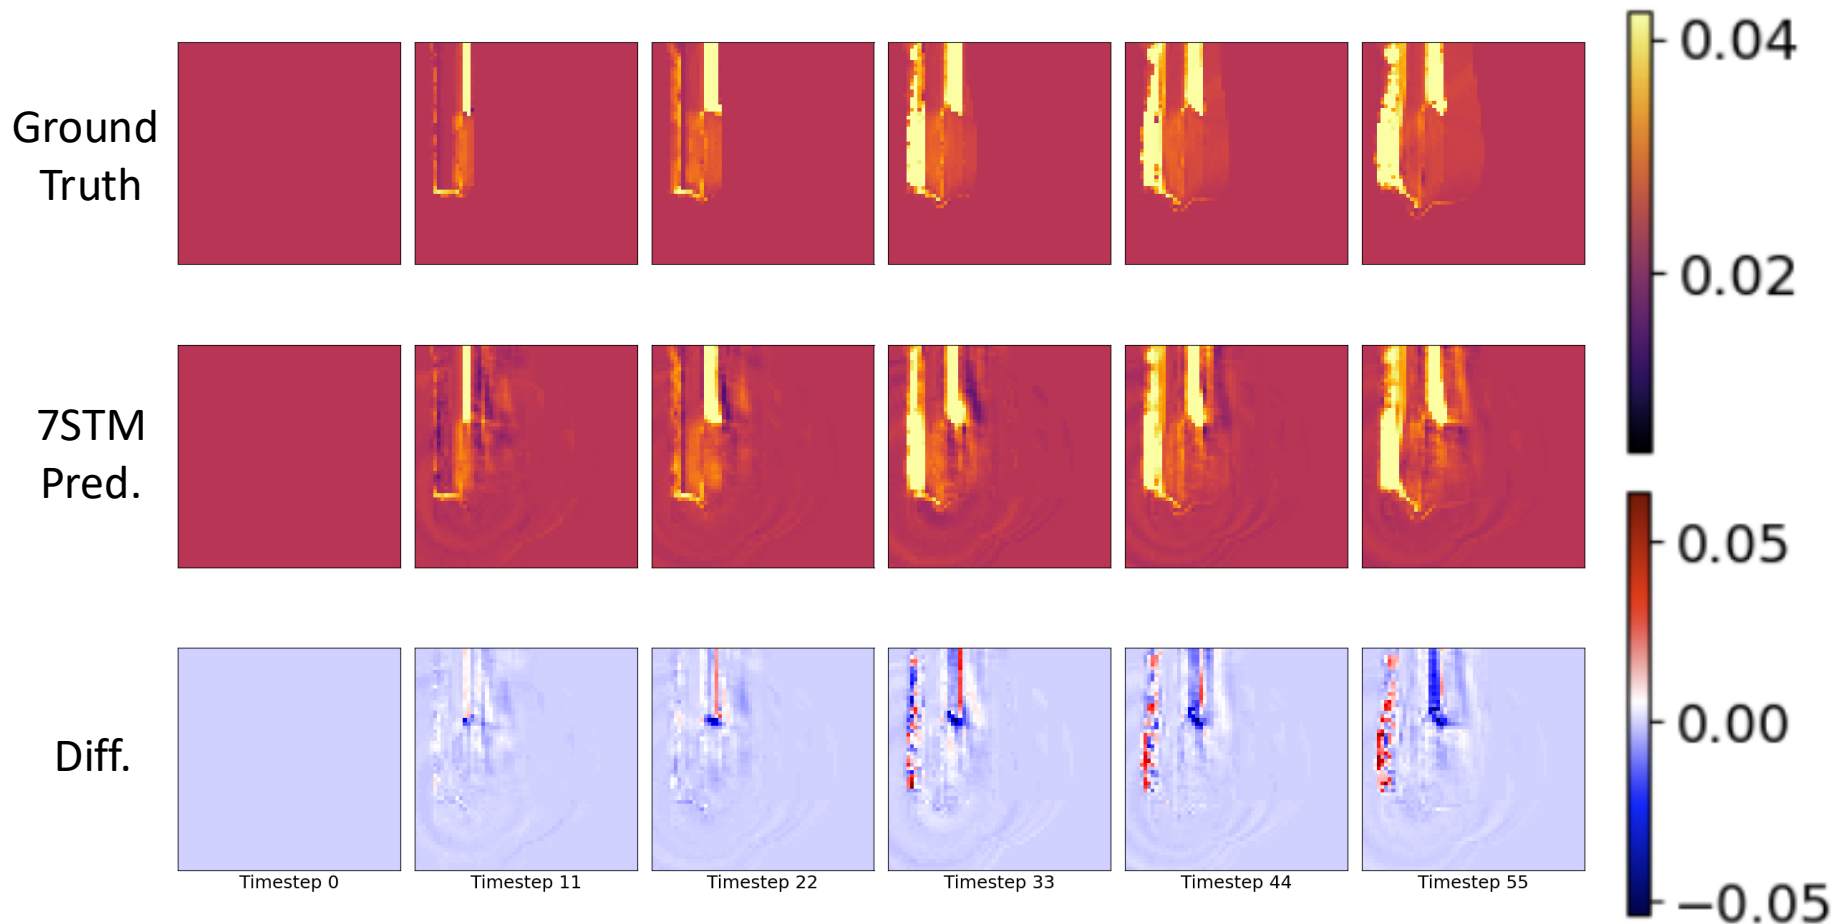 Ground
Truth
7STM
Pred.
Diff.
0.04
0.02
0.05
0.00
−0.05
Timestep 0
Timestep 11
Timestep 22
Timestep 33
Timestep 44
Timestep 55